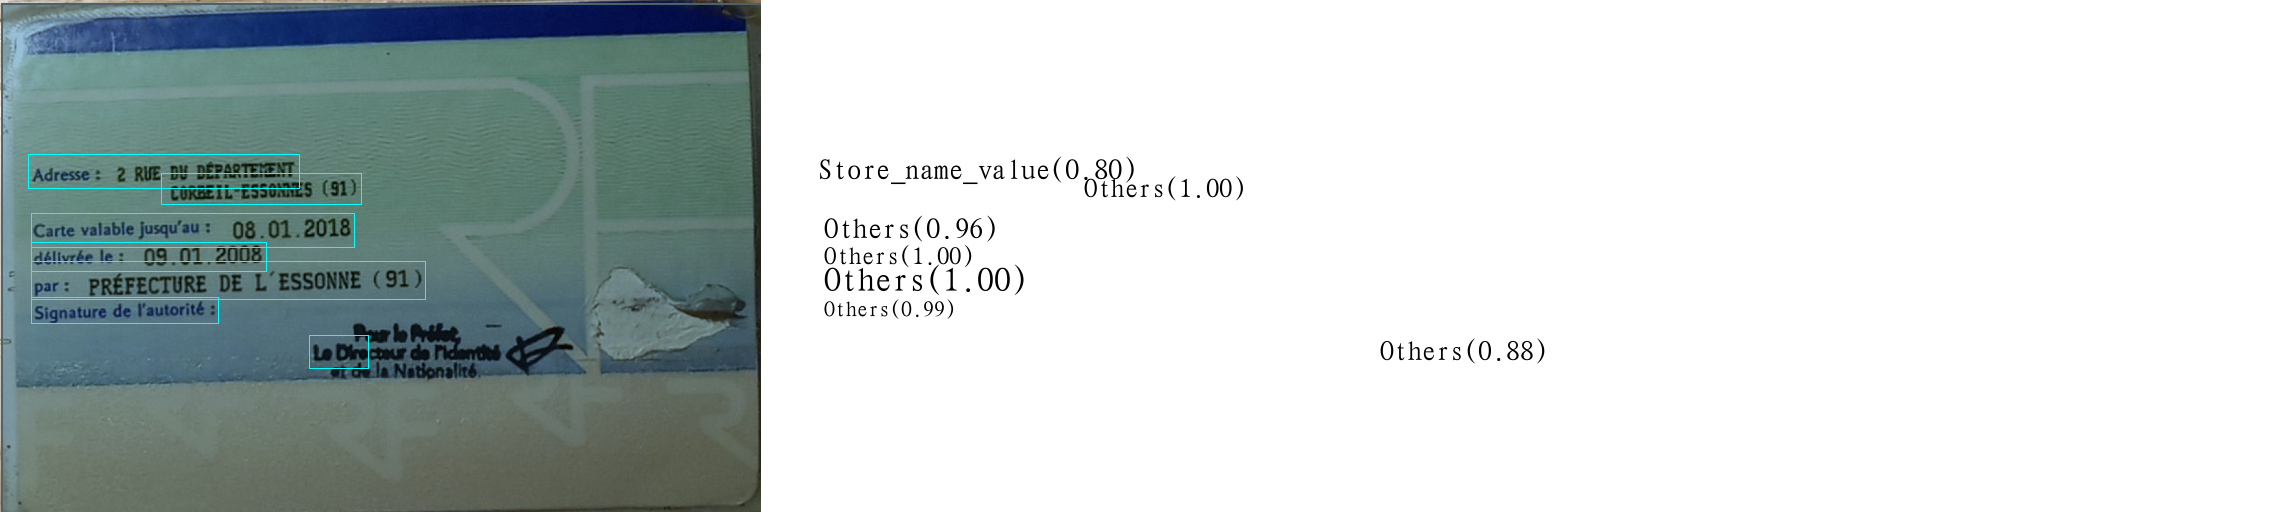 Adresse : 2 RUE DU DÉPARTEMENT
CORBEIL-ESSONNES (91)
Carte valable jusqu'au : 08.01.2018
délivrée le : 09.01.2008
par : PRÉFECTURE DE L'ESSONNE (91)
Signature de l'autorité :
Pour le Préfet,
Le Directeur de l'Identité
et de la Nationalité.
RF
Store_name_value(0.80)
Others(1.00)
Others(0.96)
Others(1.00)
Others(1.00)
Others(0.99)
Others(0.88)